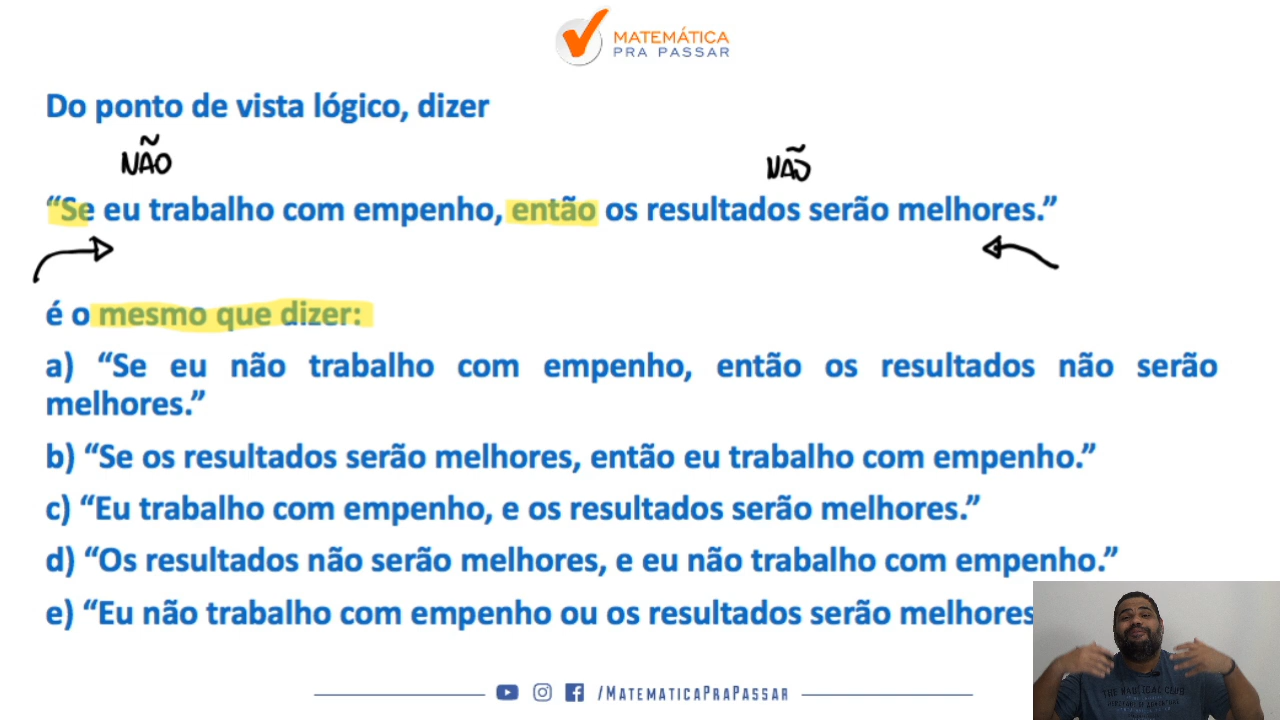 MATEMÁTICA
PRA PASSAR
Do ponto de vista lógico, dizer
NÃO NÃO
“Se eu trabalho com empenho, então os resultados serão melhores.”
é o mesmo que dizer:
a) “Se eu não trabalho com empenho, então os resultados não serão
melhores.”
b) “Se os resultados serão melhores, então eu trabalho com empenho.”
c) “Eu trabalho com empenho, e os resultados serão melhores.”
d) “Os resultados não serão melhores, e eu não trabalho com empenho.”
e) “Eu não trabalho com empenho ou os resultados serão melhores
THE NAUTICAL CLUB
/MATEMATICAPRAPASSAR